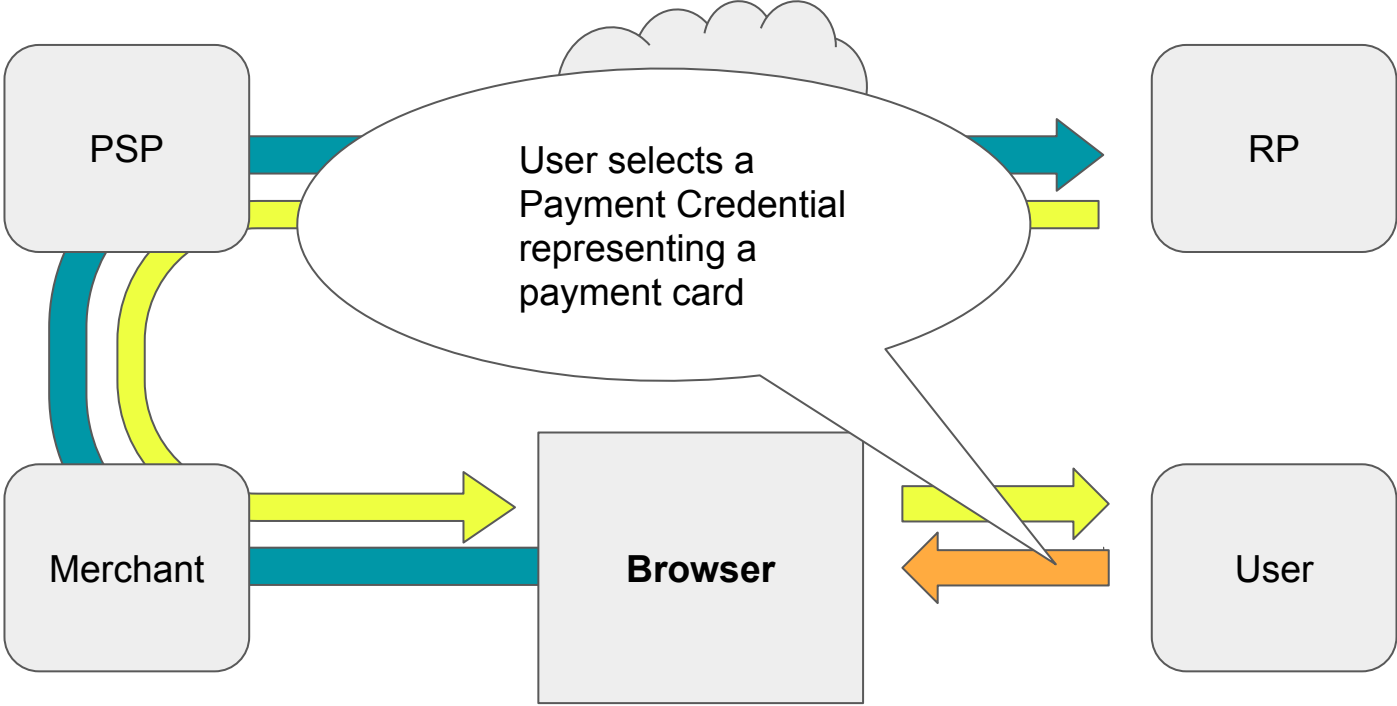 PSP
User selects a
Payment Credential
representing a
payment card
RP
Merchant
Browser
User